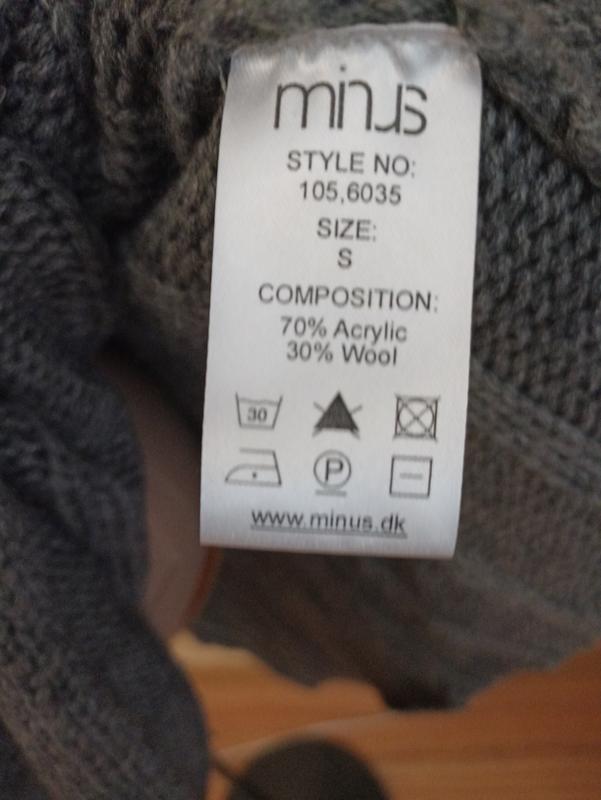 minus
STYLE NO:
105,6035
SIZE:
S
COMPOSITION:
70% Acrylic
30% Wool
30
P
www.minus.dk